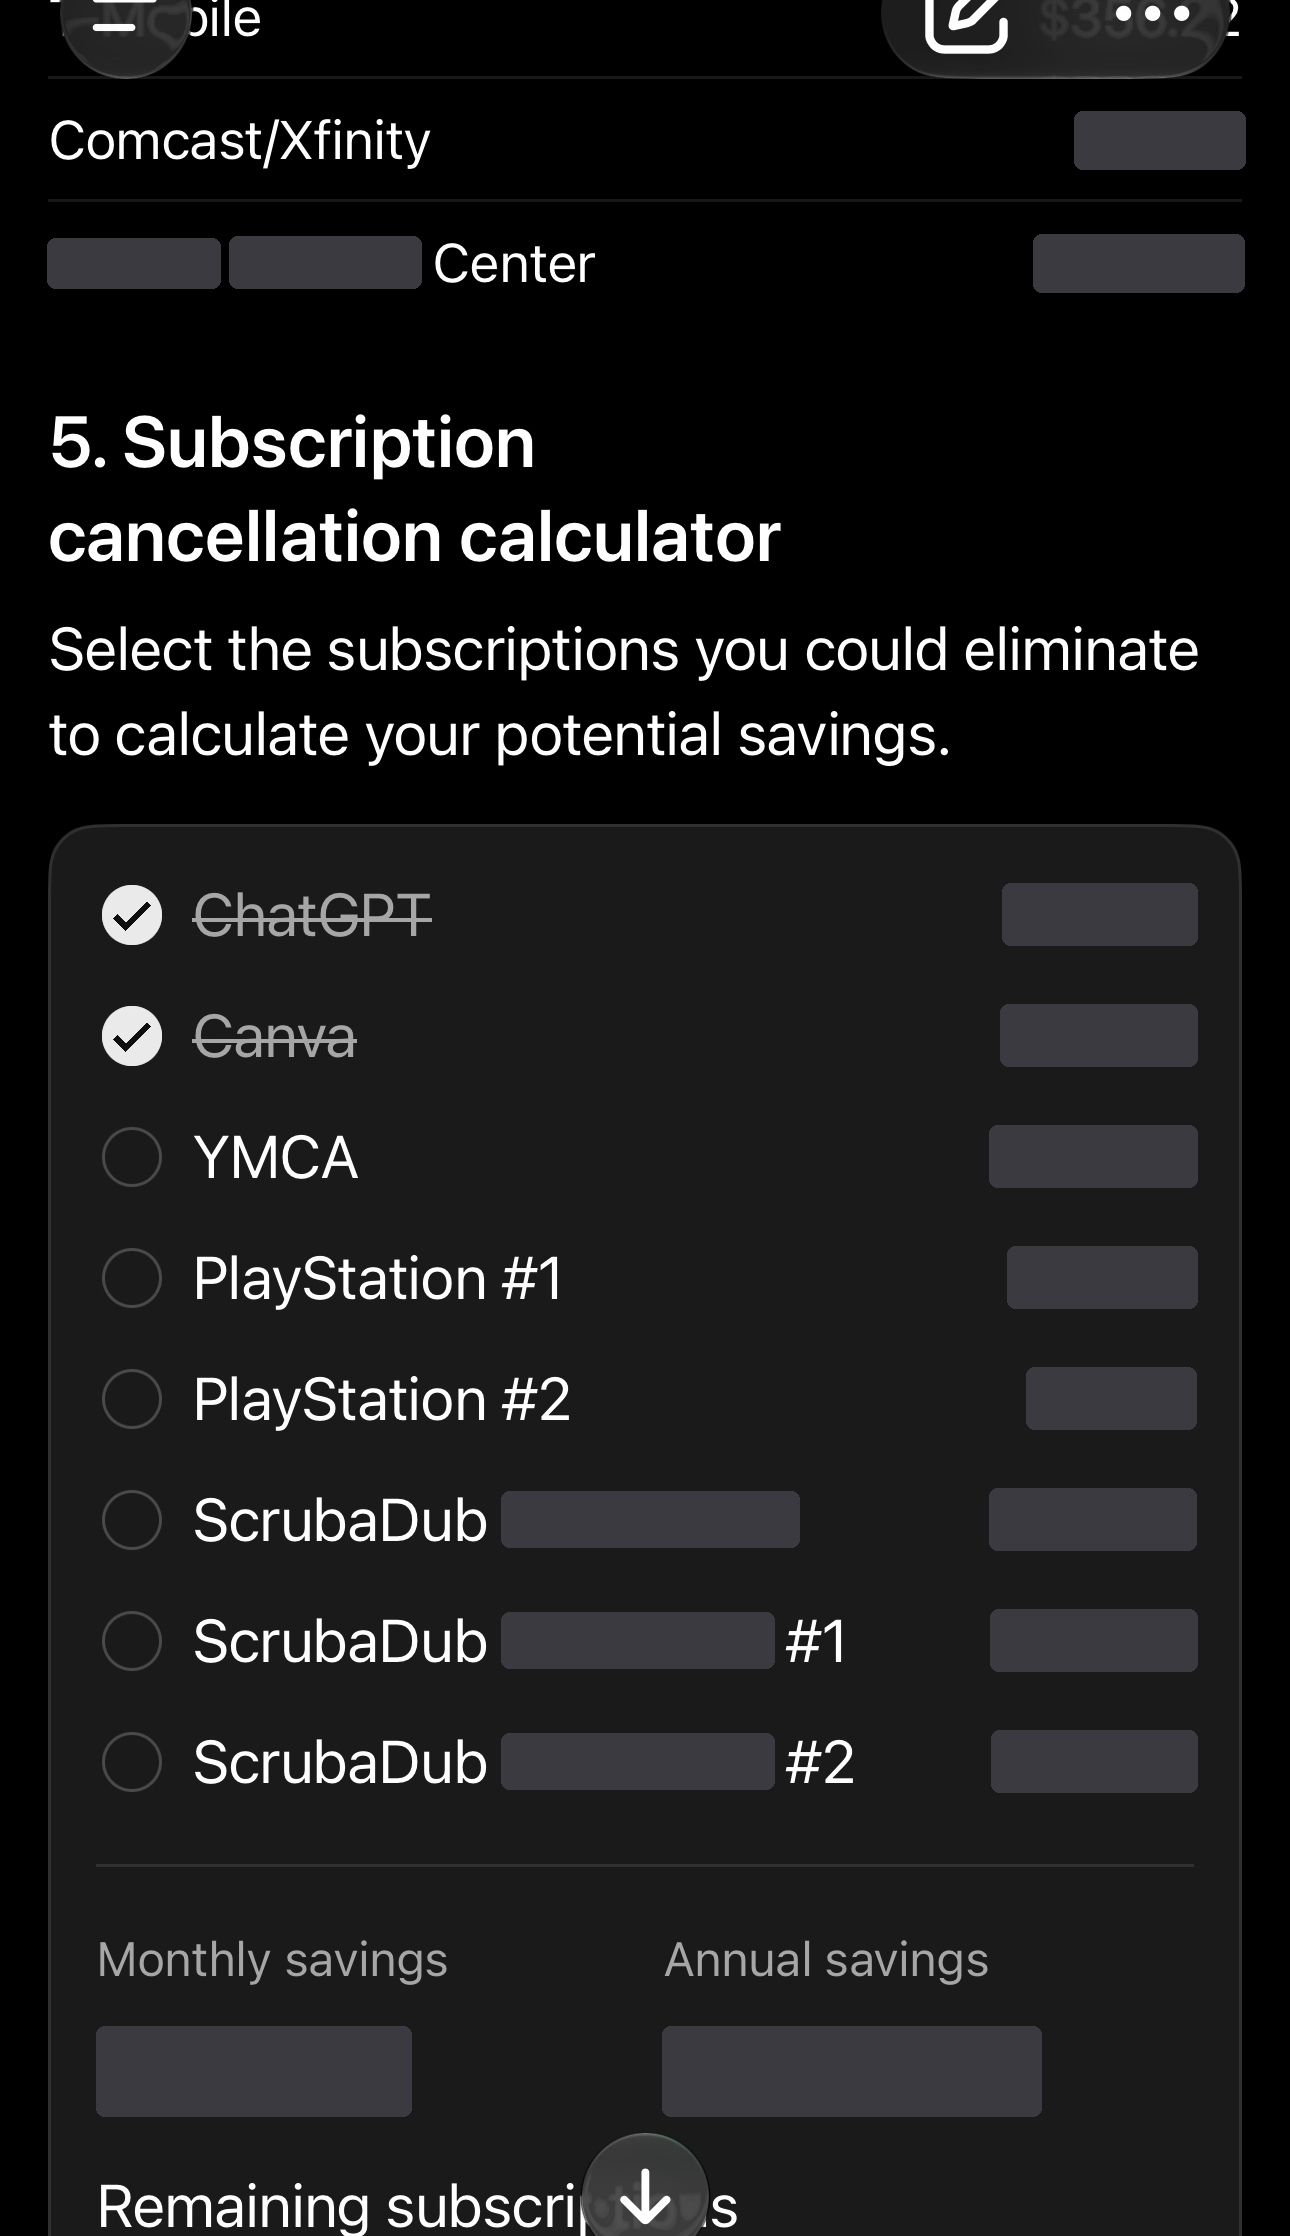 Comcast/Xfinity
Center
5. Subscription
cancellation calculator
Select the subscriptions you could eliminate
to calculate your potential savings.
ChatGPT
Canva
YMCA
PlayStation #1
PlayStation #2
ScrubaDub
ScrubaDub #1
ScrubaDub #2
Monthly savings
Annual savings
Remaining